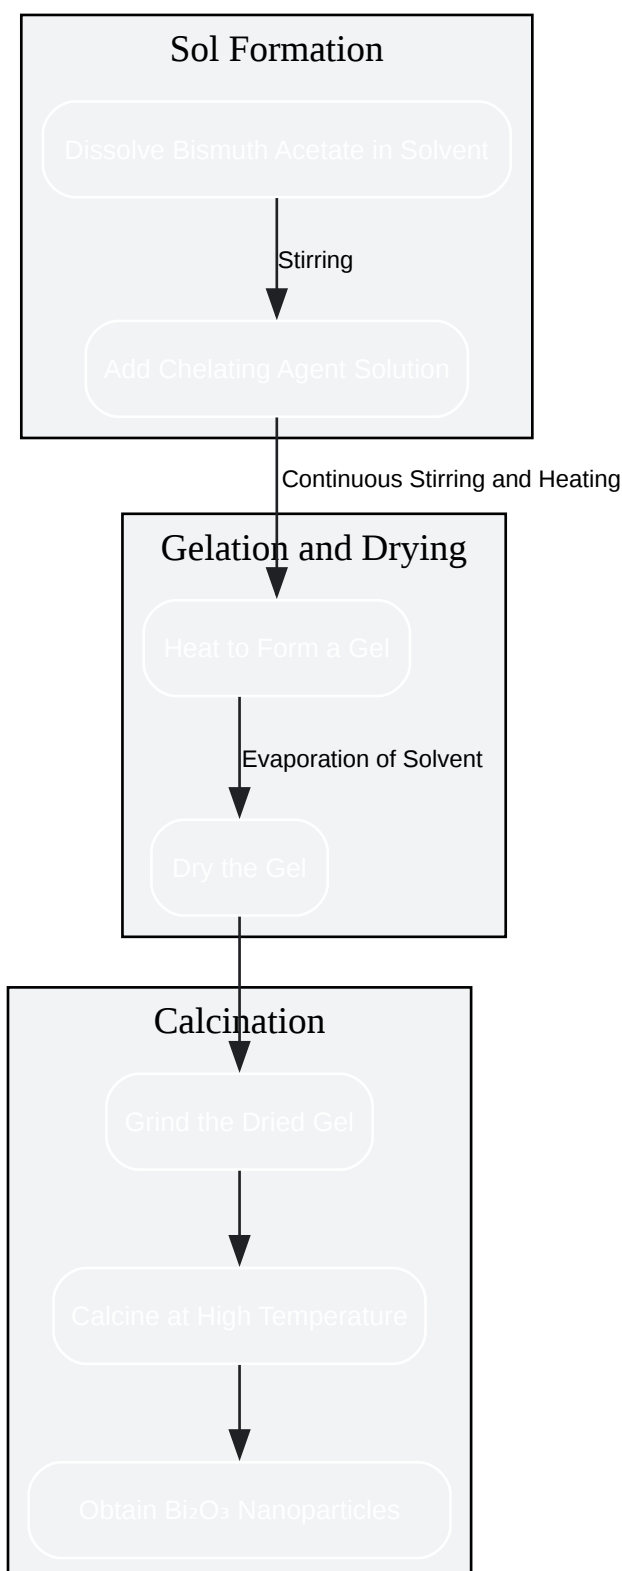 Sol Formation
Dissolve Bismuth Acetate in Solvent
Stirring
Add Chelating Agent Solution
Continuous Stirring and Heating
Gelation and Drying
Heat to Form a Gel
Evaporation of Solvent
Dry the Gel
Calcination
Grind the Dried Gel
Calcine at High Temperature
Obtain Bi₂O₃ Nanoparticles